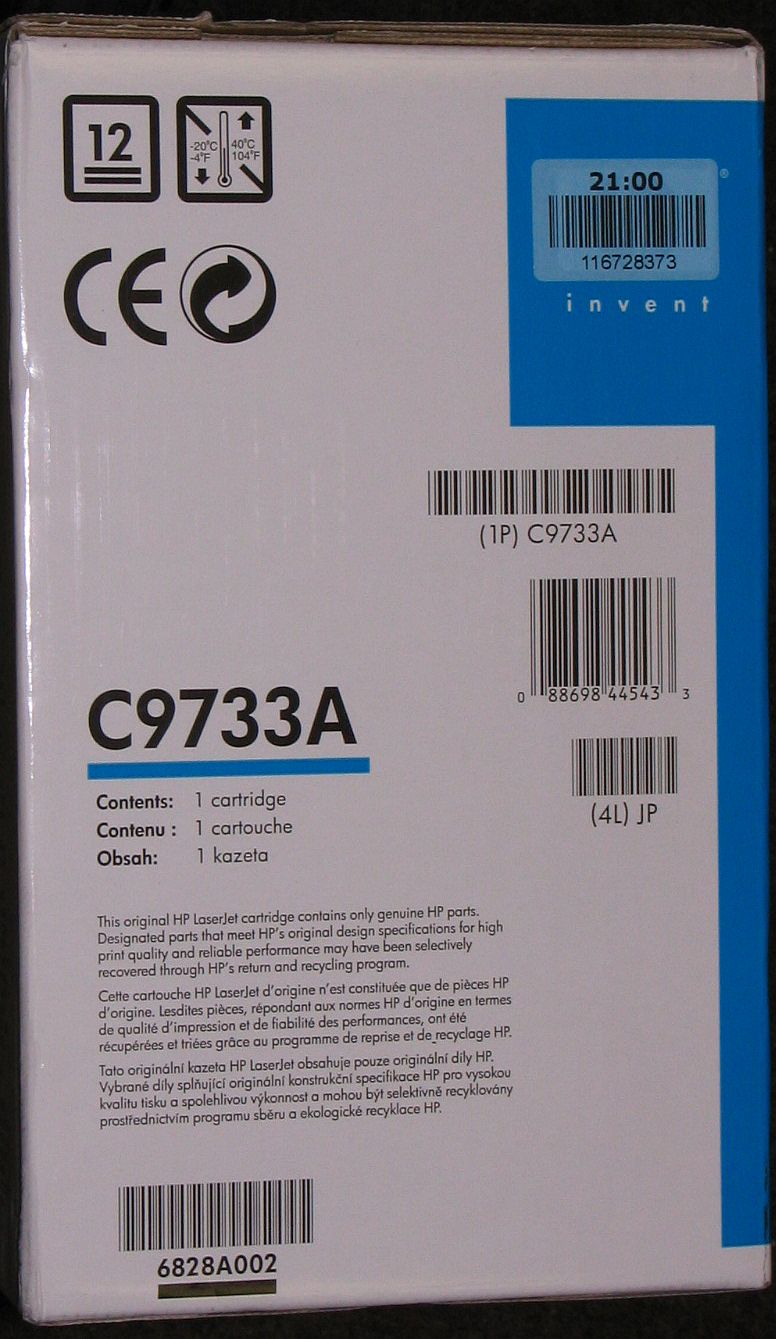 12
-20°C
-4°F
40°C
104°F
CE
21:00
®
116728373
invent
(1P) C9733A
0 88698 44543 3
C9733A
(4L) JP
Contents: 1 cartridge
Contenu : 1 cartouche
Obsah: 1 kazeta
This original HP LaserJet cartridge contains only genuine HP parts.
Designated parts that meet HP's original design specifications for high
print quality and reliable performance may have been selectively
recovered through HP's return and recycling program.
Cette cartouche HP LaserJet d'origine n'est constituée que de pièces HP
d'origine. Lesdites pièces, répondant aux normes HP d'origine en termes
de qualité d'impression et de fiabilité des performances, ont été
récupérées et triées grâce au programme de reprise et de recyclage HP.
Tato originální kazeta HP LaserJet obsahuje pouze originální díly HP.
Vybrané díly splňující originální konstrukční specifikace HP pro vysokou
kvalitu tisku a spolehlivou výkonnost a mohou být selektivně recyklovány
prostřednictvím programu sběru a ekologické recyklace HP.
6828A002